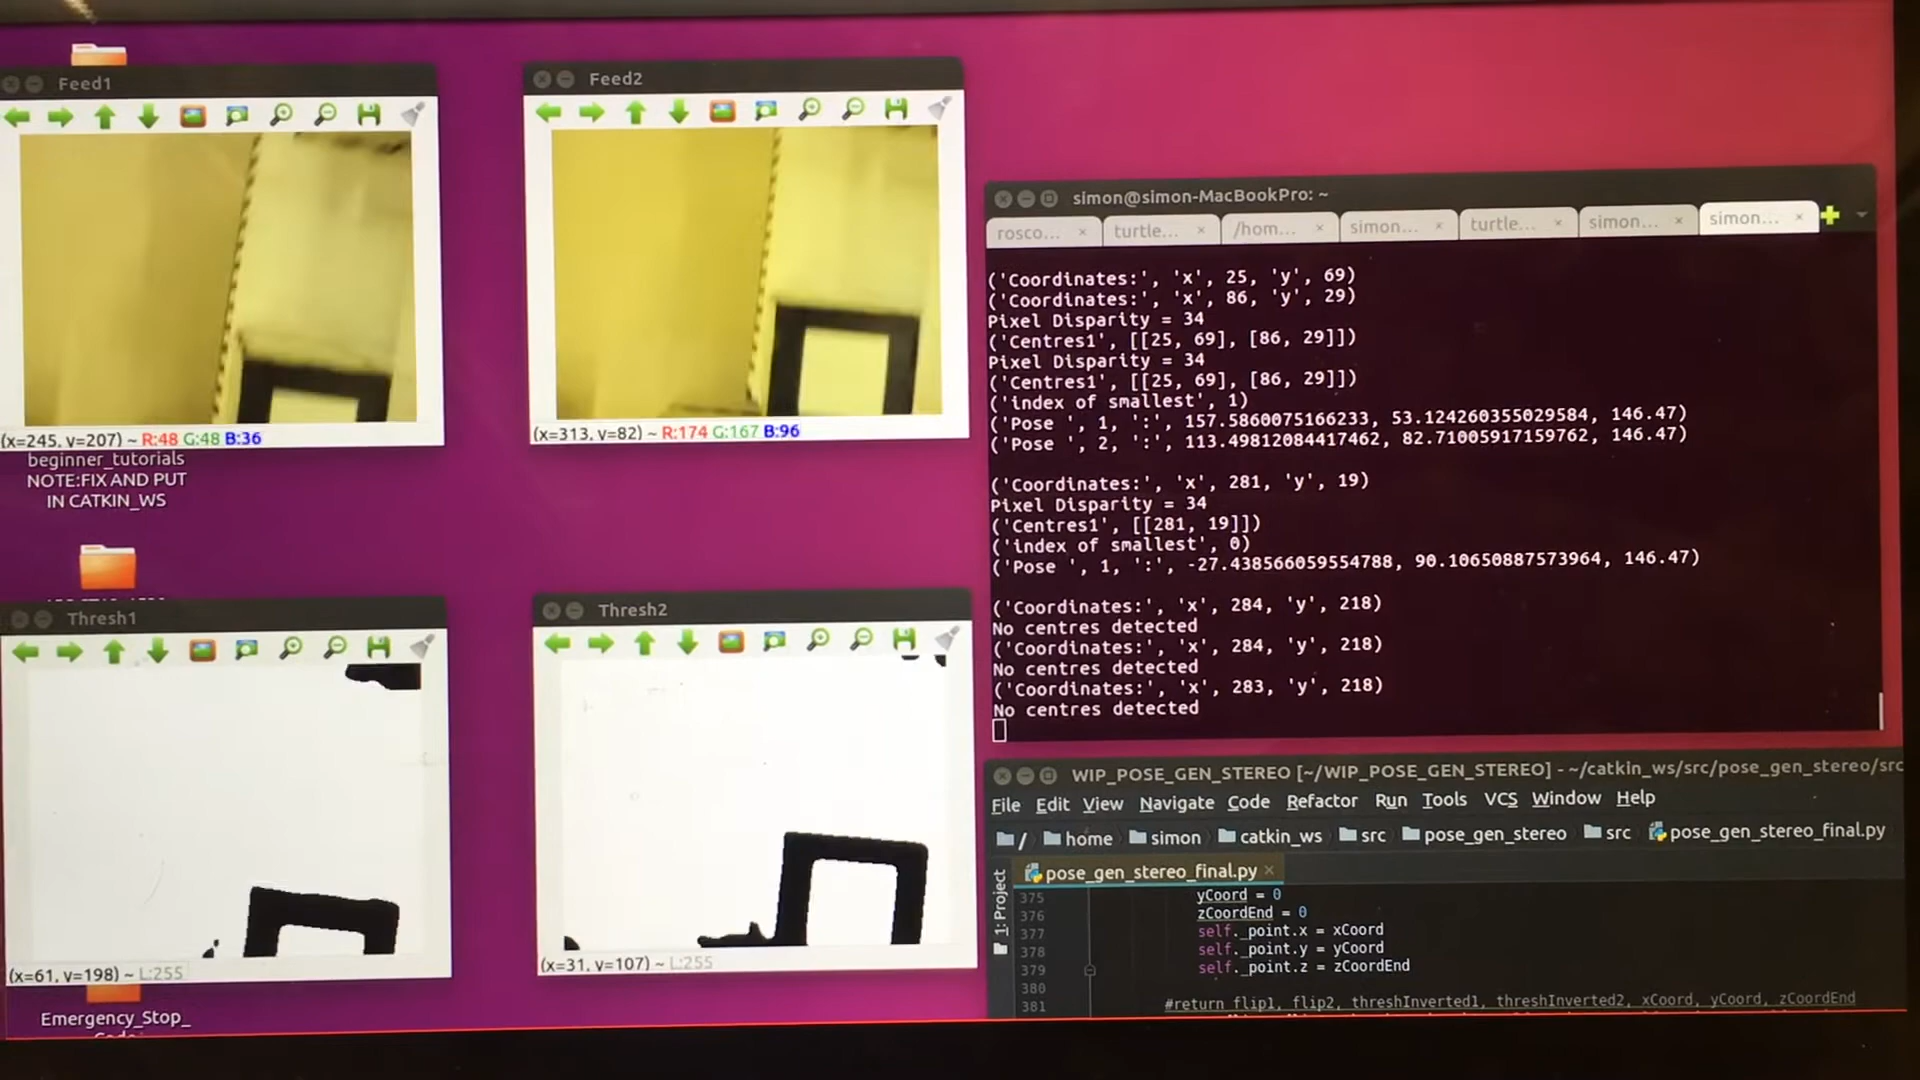 Feed1
(x=245, y=207) ~ R:48 G:48 B:36
beginner_tutorials
NOTE:FIX AND PUT
IN CATKIN_WS
Feed2
(x=313, y=82) ~ R:174 G:167 B:96
Thresh1
(x=61, y=198) ~ L:255
Emergency_Stop_
Thresh2
(x=31, y=107) ~ L:255
simon@simon-MacBookPro: ~
rosco... × turtle... × /hom... × simon... × turtle... × simon... × simon... ×
('Coordinates:', 'x', 25, 'y', 69)
('Coordinates:', 'x', 86, 'y', 29)
Pixel Disparity = 34
('Centres1', [[25, 69], [86, 29]])
Pixel Disparity = 34
('Centres1', [[25, 69], [86, 29]])
('index of smallest', 1)
('Pose ', 1, ':', 157.5860075166233, 53.124260355029584, 146.47)
('Pose ', 2, ':', 113.49812084417462, 82.71005917159762, 146.47)
('Coordinates:', 'x', 281, 'y', 19)
Pixel Disparity = 34
('Centres1', [[281, 19]])
('index of smallest', 0)
('Pose ', 1, ':', -27.438566059554788, 90.10650887573964, 146.47)
('Coordinates:', 'x', 284, 'y', 218)
No centres detected
('Coordinates:', 'x', 284, 'y', 218)
No centres detected
('Coordinates:', 'x', 283, 'y', 218)
No centres detected
WIP_POSE_GEN_STEREO [~/WIP_POSE_GEN_STEREO] - ~/catkin_ws/src/pose_gen_stereo/src
File Edit View Navigate Code Refactor Run Tools VCS Window Help
/ home simon catkin_ws src pose_gen_stereo src pose_gen_stereo_final.py
pose_gen_stereo_final.py ×
1: Project
375 yCoord = 0
376 zCoordEnd = 0
377 self._point.x = xCoord
378 self._point.y = yCoord
379 self._point.z = zCoordEnd
380
381 #return flip1, flip2, threshInverted1, threshInverted2, xCoord, yCoord, zCoordEnd